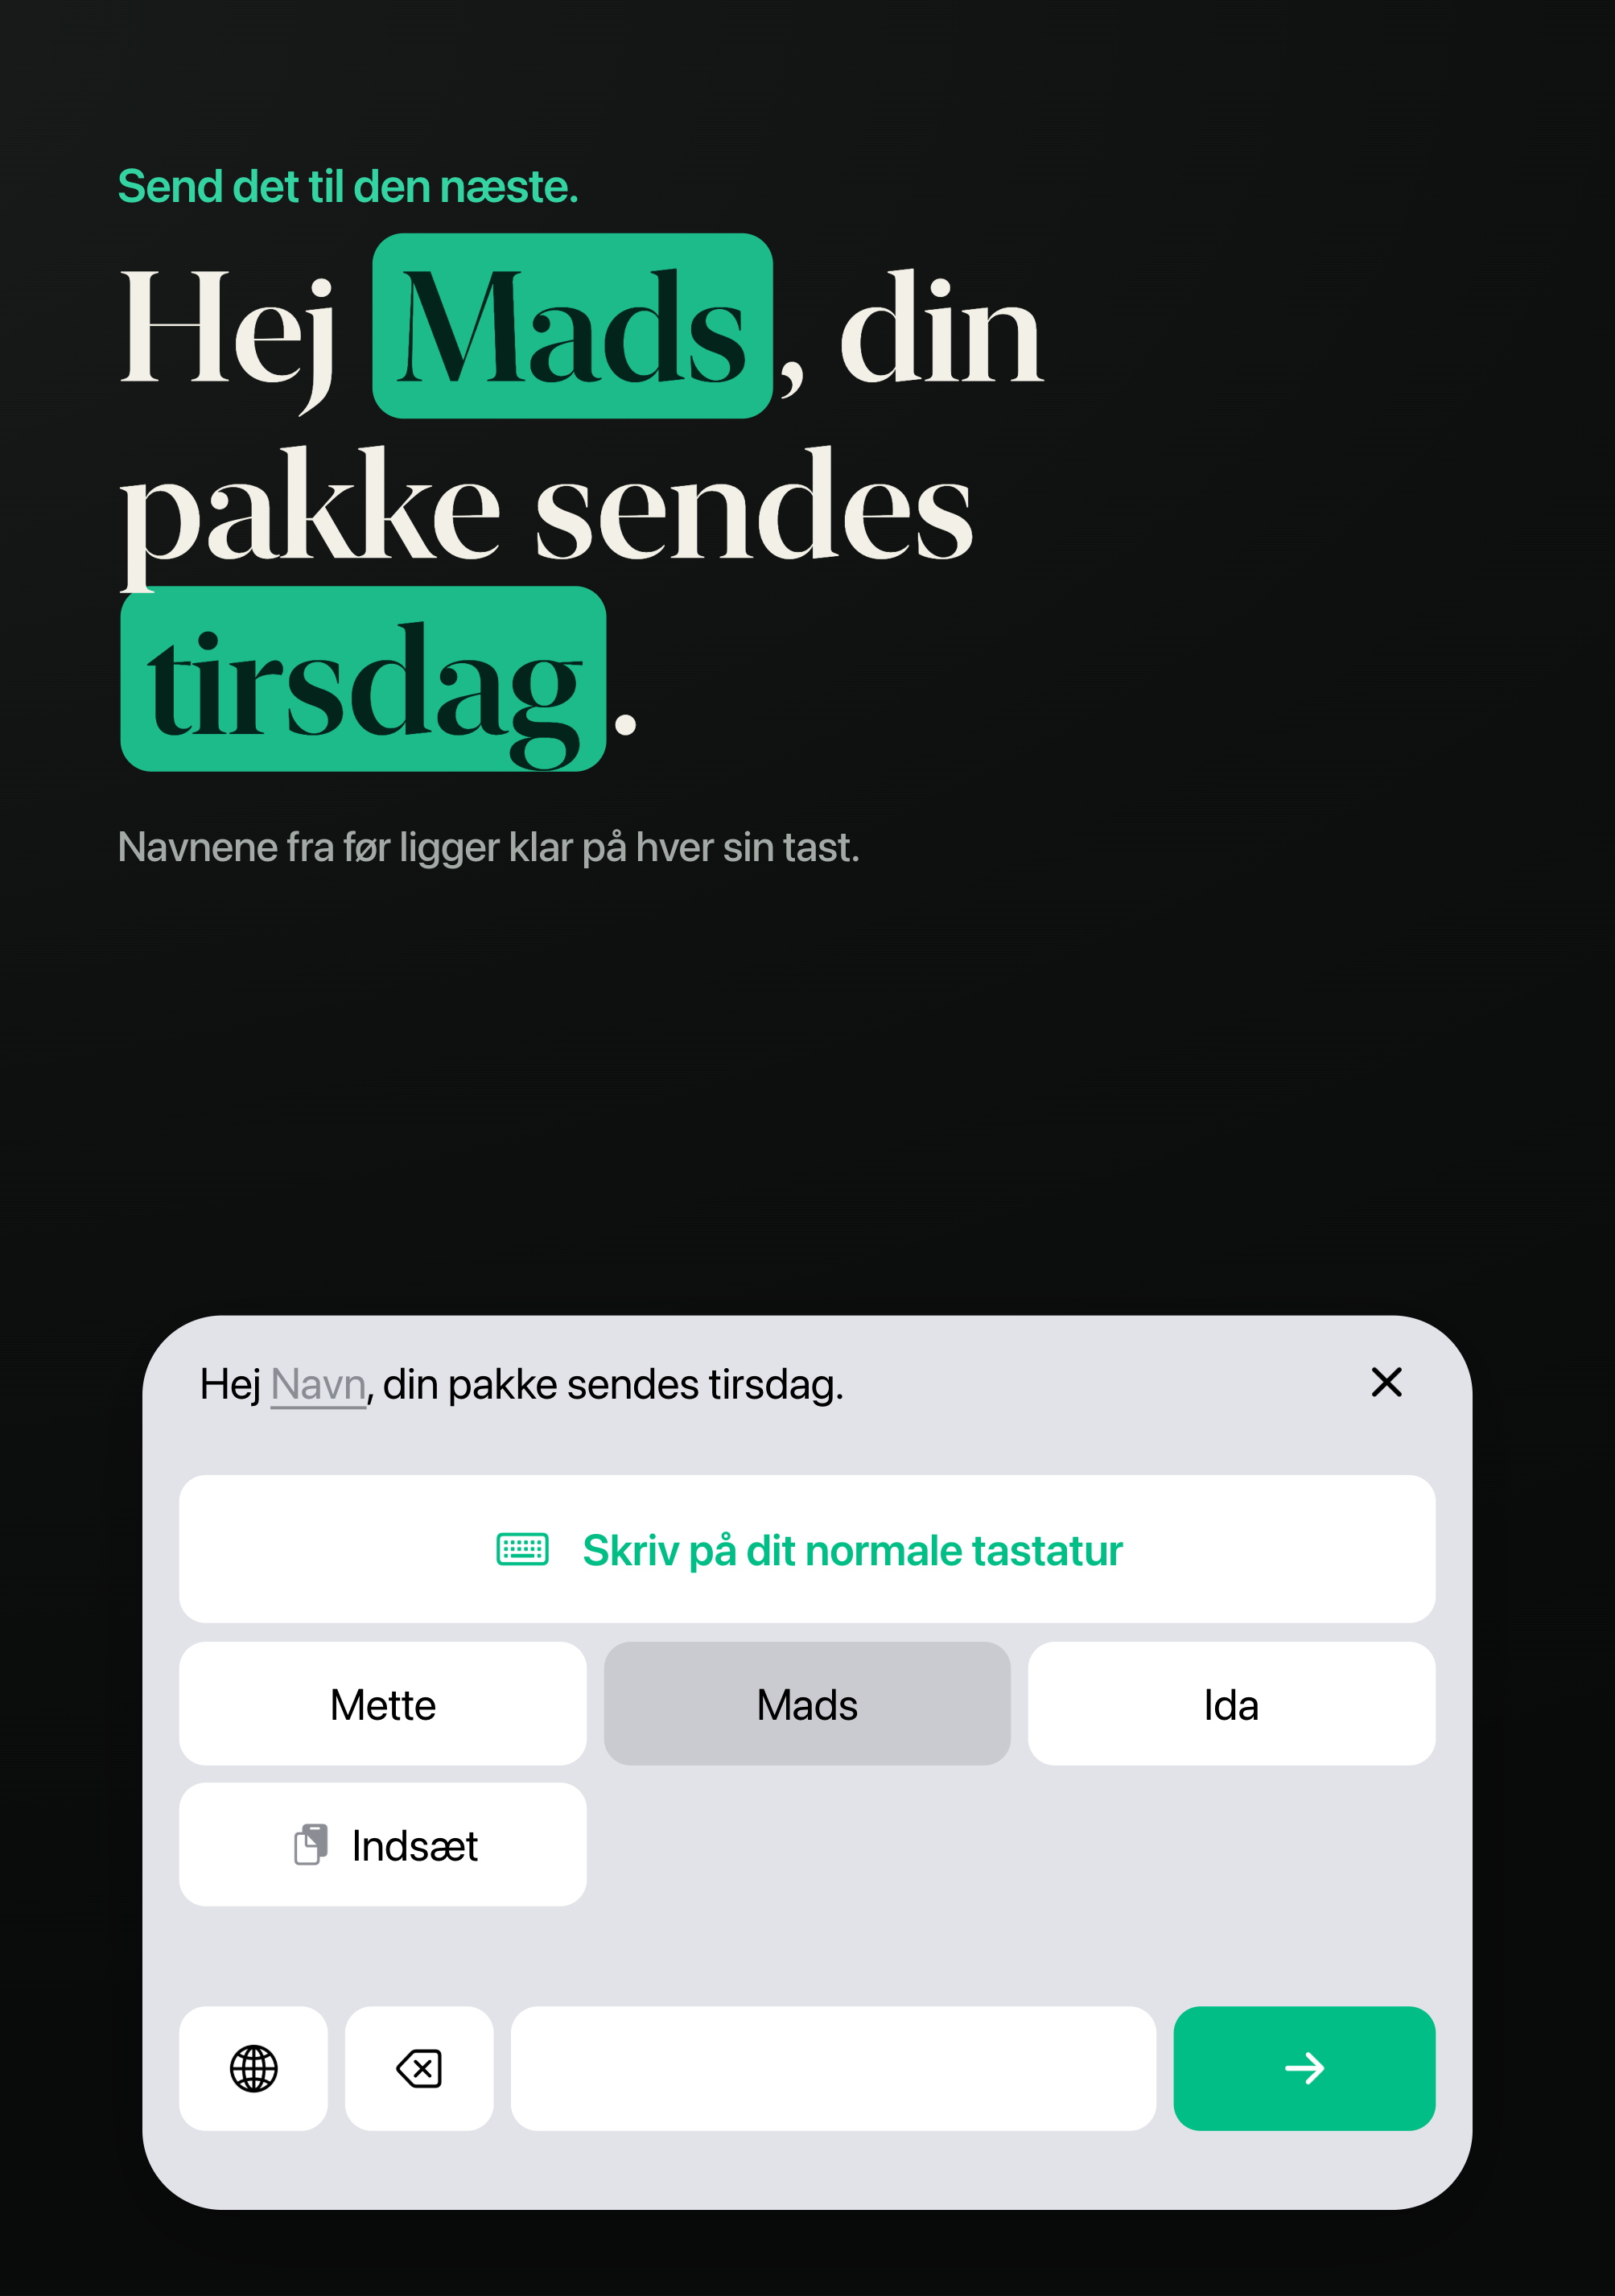 Send det til den næste.
Hej Mads, din
pakke sendes
tirsdag.
Navnene fra før ligger klar på hver sin tast.
Hej Navn, din pakke sendes tirsdag.
Skriv på dit normale tastatur
Mette
Mads
Ida
Indsæt